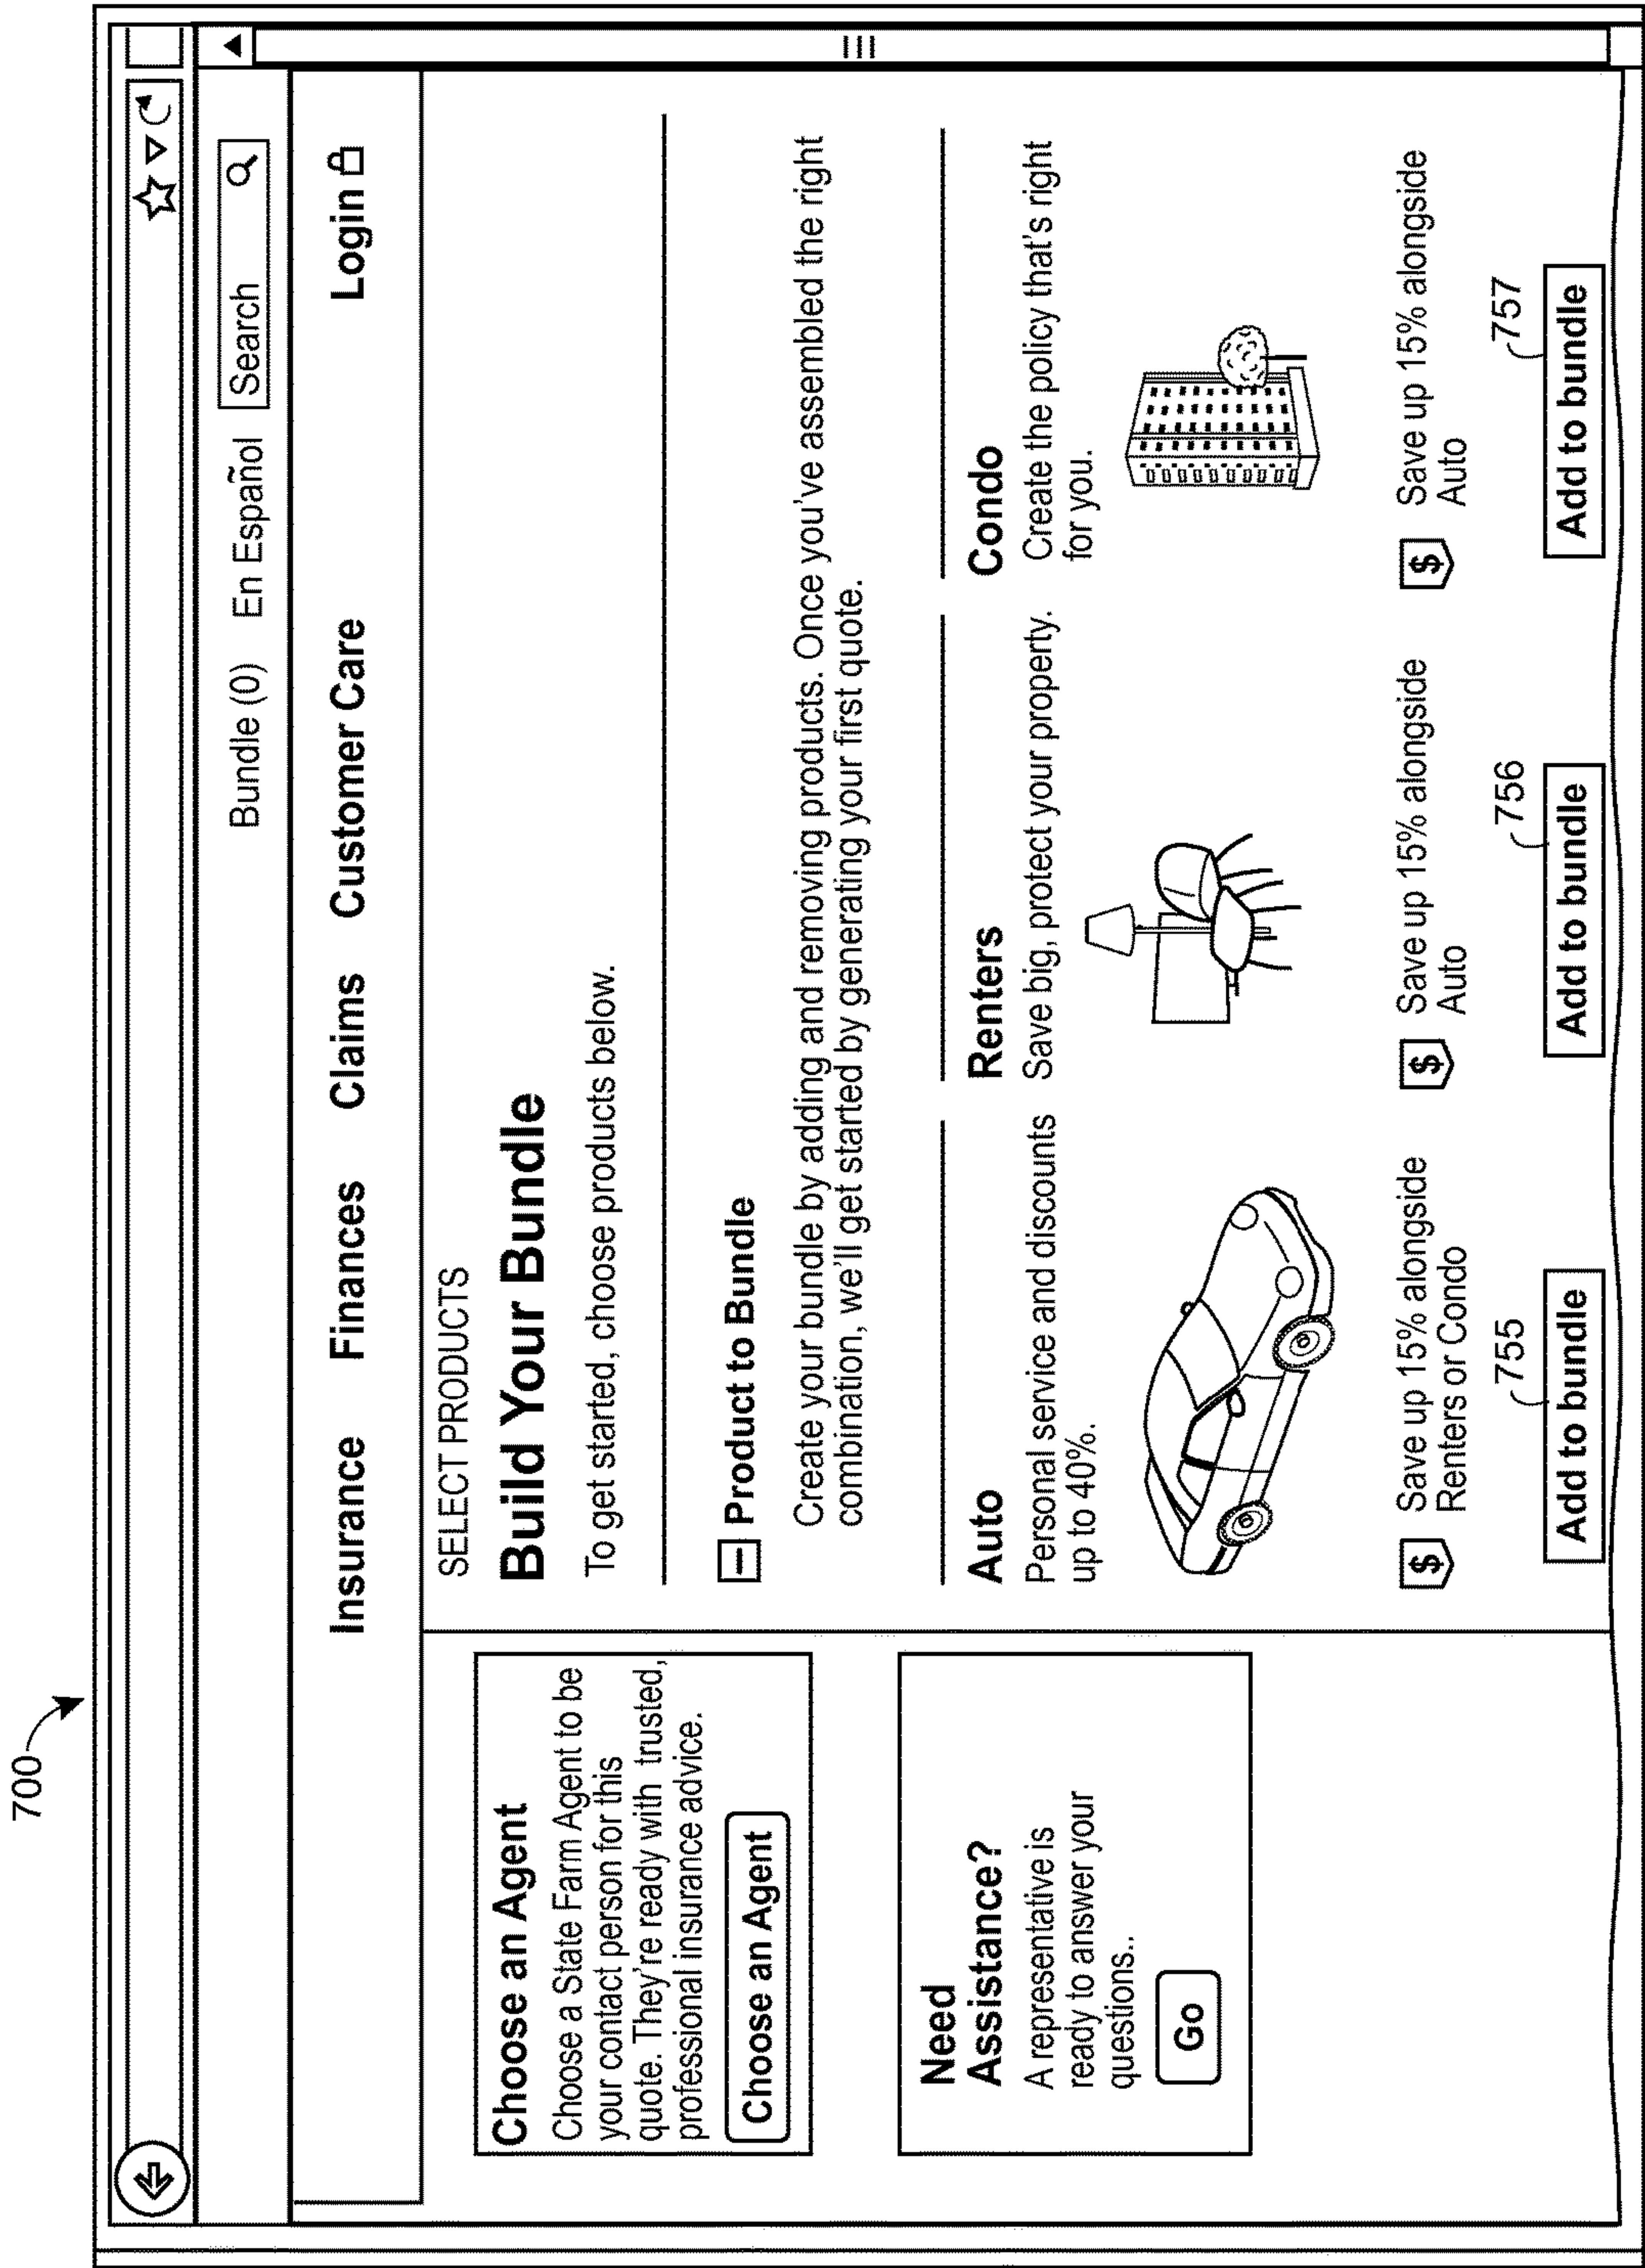 700
Bundle (0) En Español Search
Insurance Finances Claims Customer Care Login
Choose an Agent
Choose a State Farm Agent to be
your contact person for this
quote. They're ready with trusted,
professional insurance advice.
Choose an Agent
Need
Assistance?
A representative is
ready to answer your
questions..
Go
SELECT PRODUCTS
Build Your Bundle
To get started, choose products below.
Product to Bundle
Create your bundle by adding and removing products. Once you've assembled the right
combination, we'll get started by generating your first quote.
Auto
Personal service and discounts
up to 40%.
$ Save up 15% alongside
Renters or Condo
755
Add to bundle
Renters
Save big, protect your property.
$ Save up 15% alongside
Auto
756
Add to bundle
Condo
Create the policy that's right
for you.
$ Save up 15% alongside
Auto
757
Add to bundle